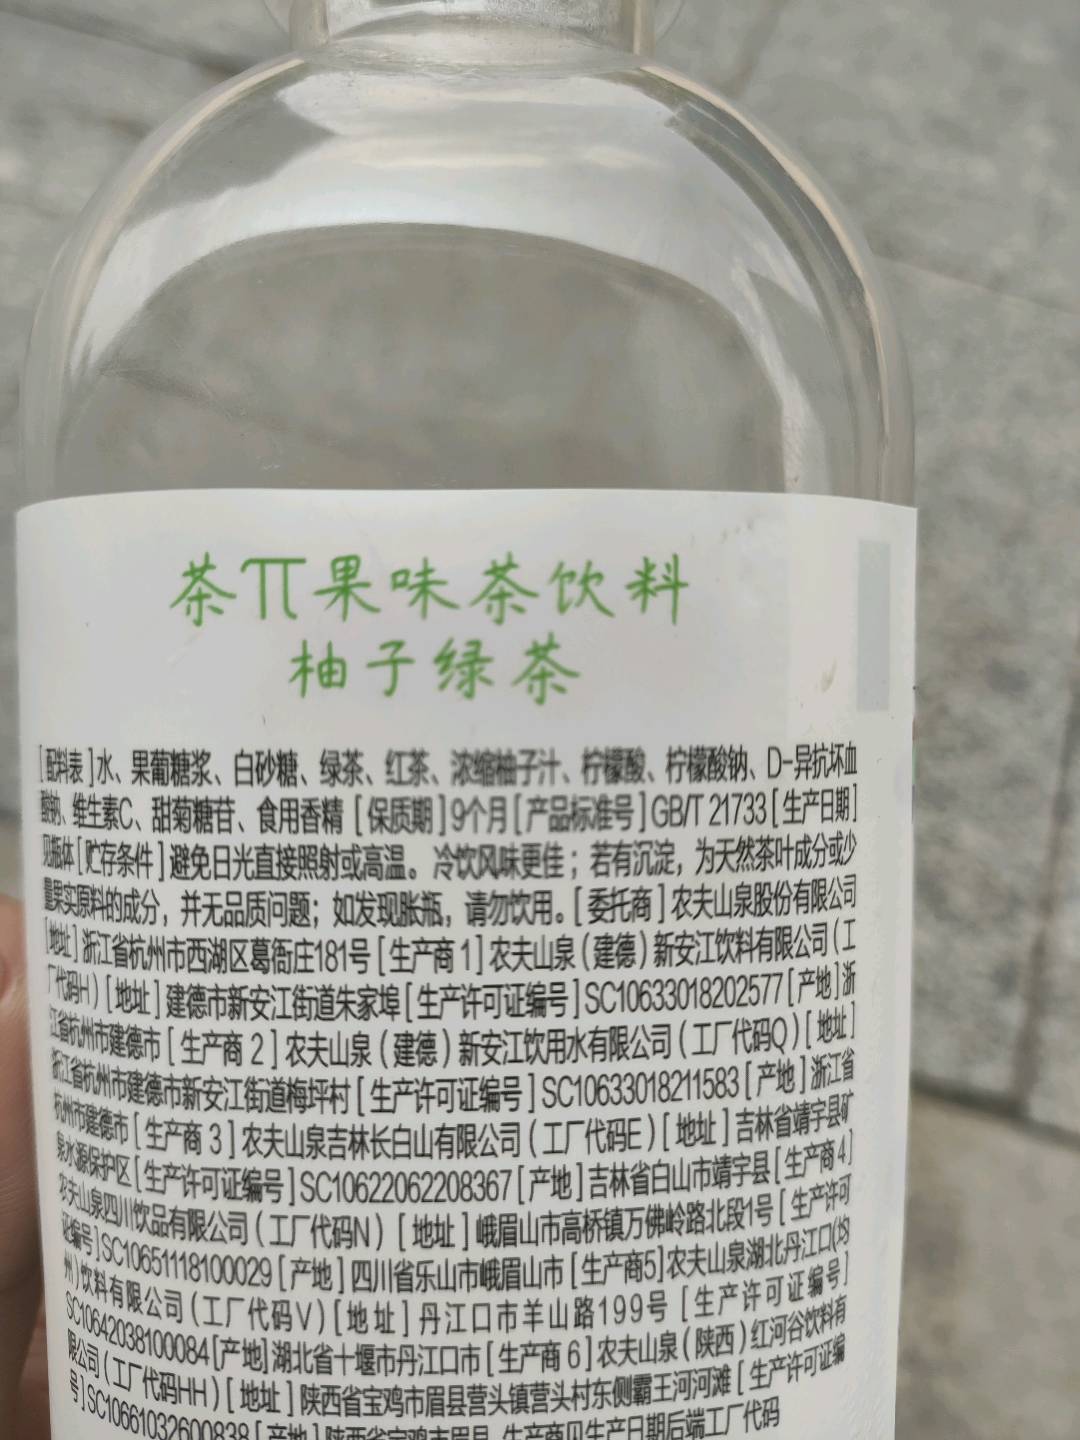 茶π果味茶饮料
柚子绿茶
[配料表]水、果葡糖浆、白砂糖、绿茶、红茶、浓缩柚子汁、柠檬酸、柠檬酸钠、D-异抗坏血
酸钠、维生素C、甜菊糖苷、食用香精[保质期]9个月[产品标准号]GB/T 21733[生产日期]
见瓶体[贮存条件]避免日光直接照射或高温。冷饮风味更佳；若有沉淀，为天然茶叶成分或少
量果实原料的成分，并无品质问题；如发现胀瓶，请勿饮用。[委托商]农夫山泉股份有限公司
[地址]浙江省杭州市西湖区葛衙庄181号[生产商1]农夫山泉（建德）新安江饮料有限公司（工
厂代码H）[地址]建德市新安江街道朱家埠[生产许可证编号]SC10633018202577[产地]浙
江省杭州市建德市[生产商2]农夫山泉（建德）新安江饮用水有限公司（工厂代码Q）[地址]
浙江省杭州市建德市新安江街道梅坪村[生产许可证编号]SC10633018211583[产地]浙江省
杭州市建德市[生产商3]农夫山泉吉林长白山有限公司（工厂代码E）[地址]吉林省靖宇县矿
泉水源保护区[生产许可证编号]SC10622062208367[产地]吉林省白山市靖宇县[生产商4]
农夫山泉四川饮品有限公司（工厂代码N）[地址]峨眉山市高桥镇万佛岭路北段1号[生产许可
证编号]SC10651118100029[产地]四川省乐山市峨眉山市[生产商5]农夫山泉湖北丹江口(均
州)饮料有限公司（工厂代码V）[地址]丹江口市羊山路199号[生产许可证编号]
SC10642038100084[产地]湖北省十堰市丹江口市[生产商6]农夫山泉（陕西）红河谷饮料有
限公司（工厂代码HH）[地址]陕西省宝鸡市眉县营头镇营头村东侧霸王河河滩[生产许可证编
号]SC10661032600838[产地]陕西省宝鸡市眉县 生产商见生产日期后端工厂代码